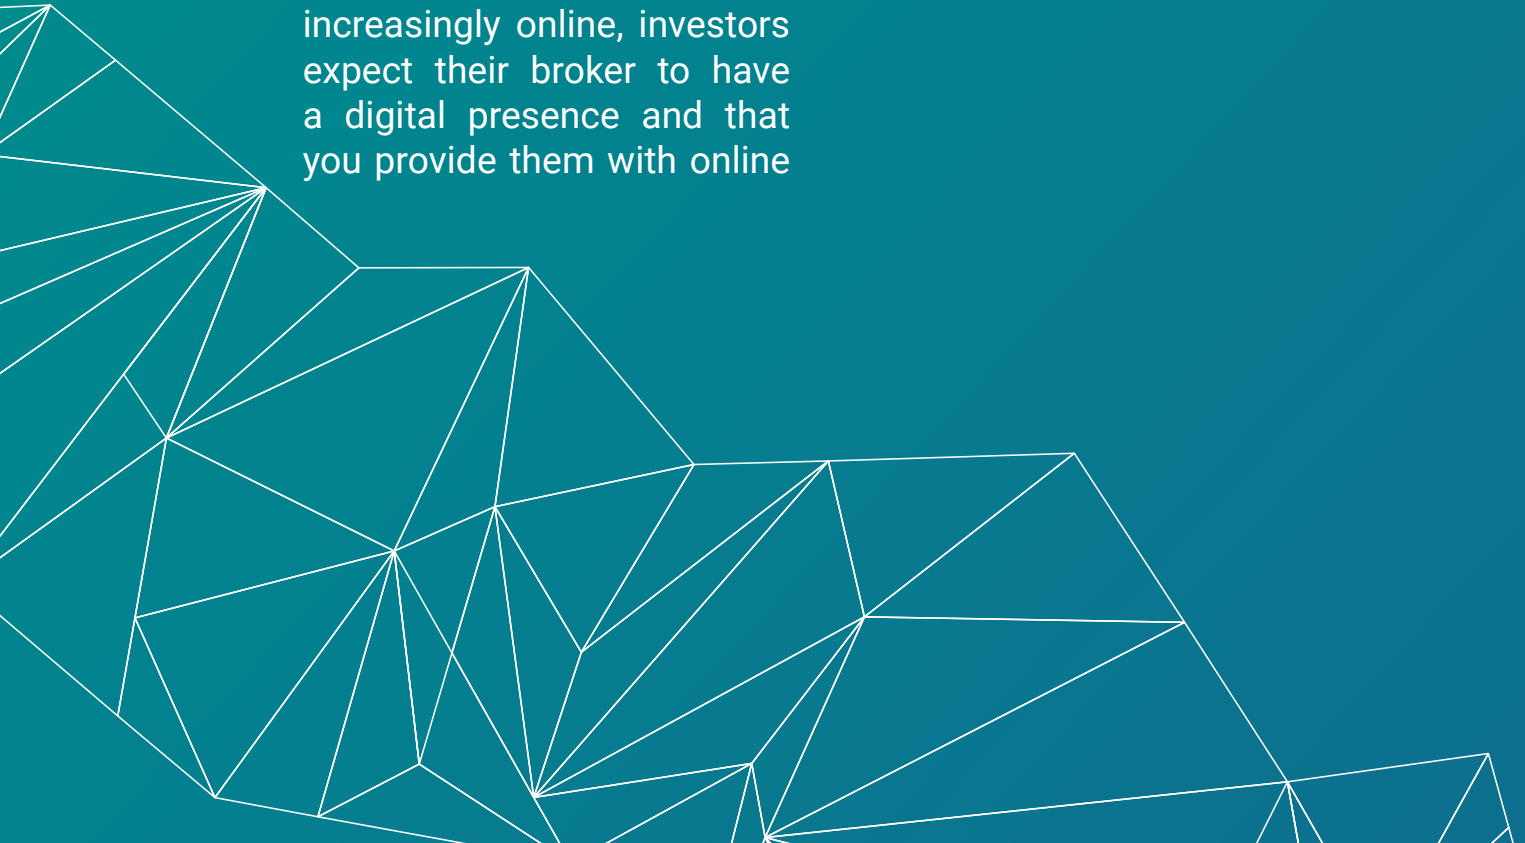 increasingly online, investors
expect their broker to have
a digital presence and that
you provide them with online